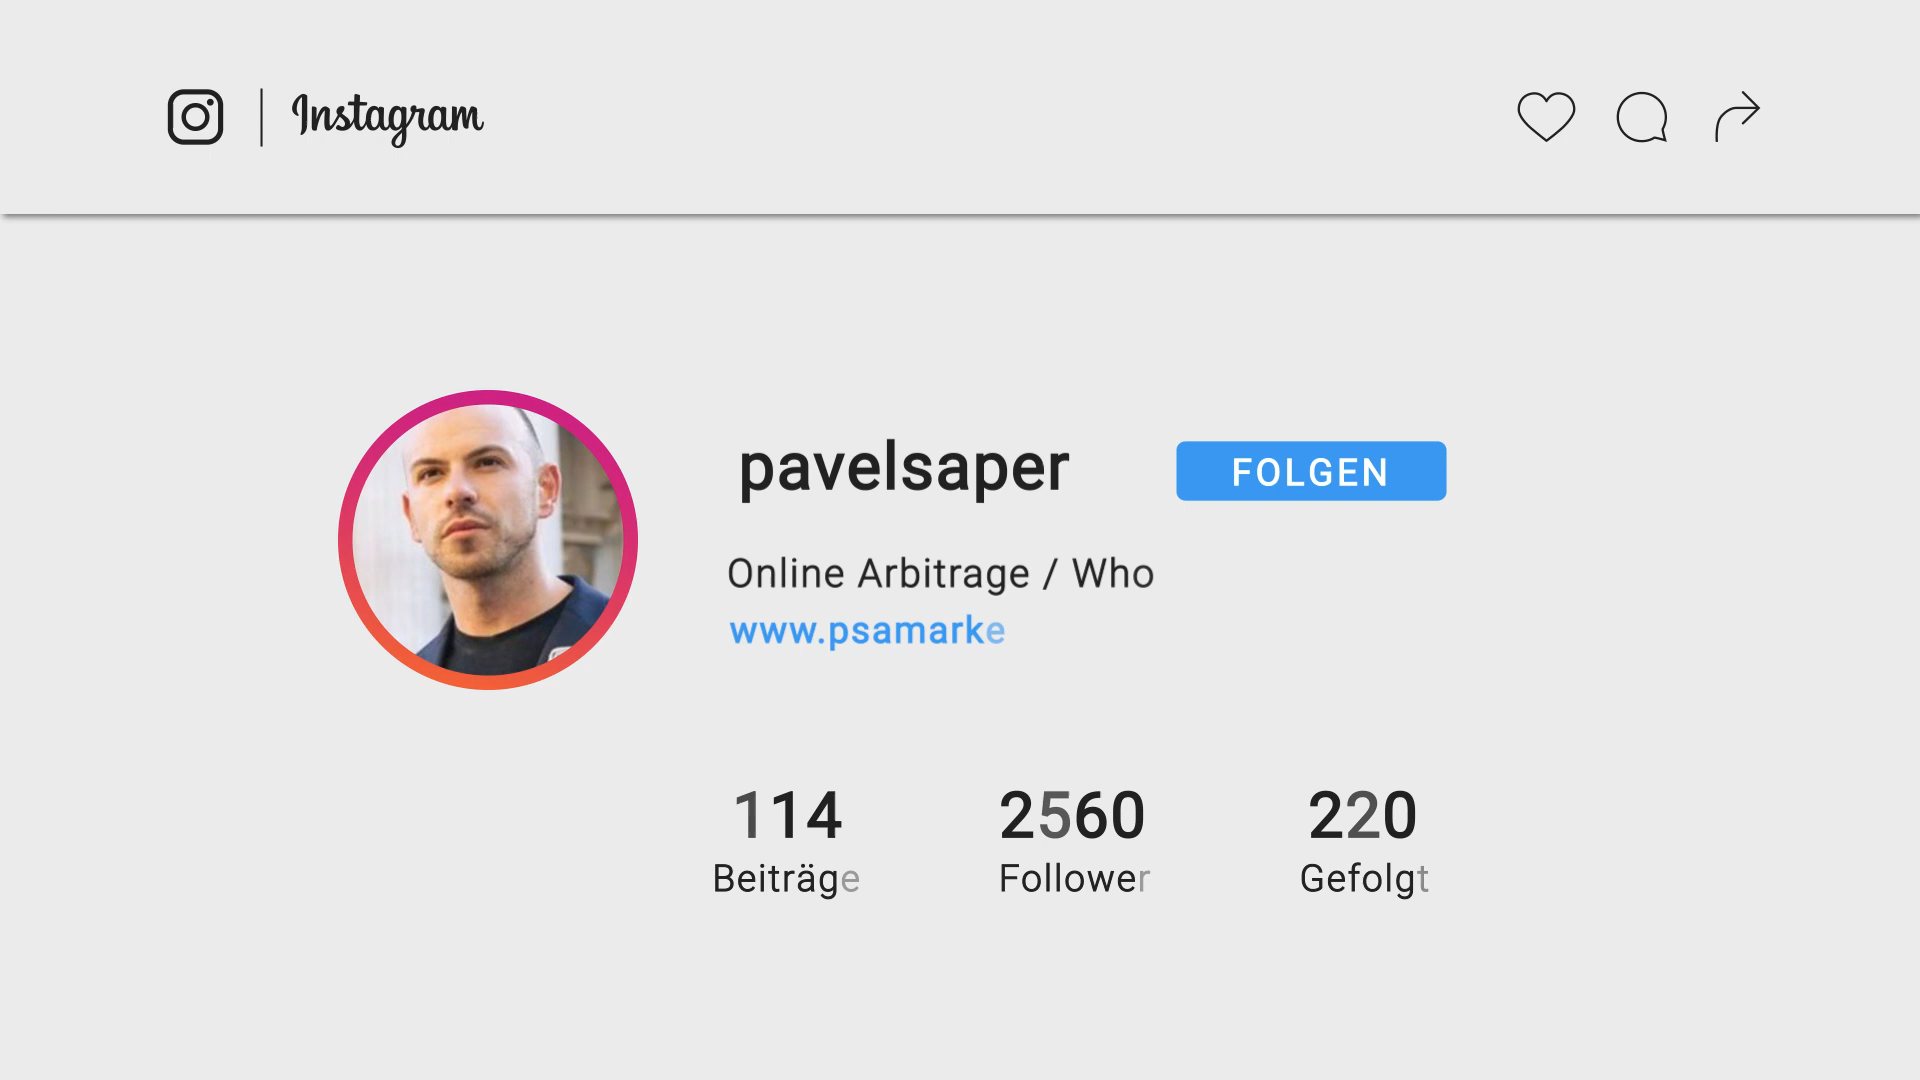 Instagram
pavelsaper
FOLGEN
Online Arbitrage / Who
www.psamarke
114 2560 220
Beiträge Follower Gefolgt